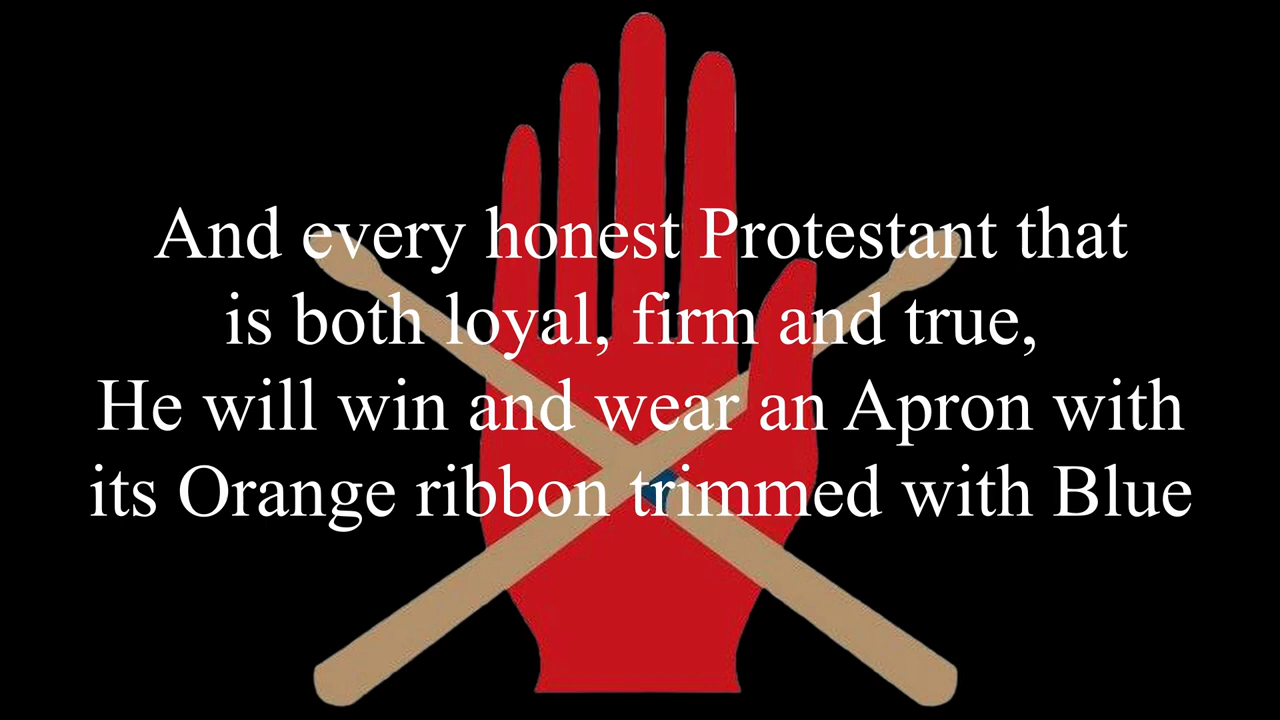 And every honest Protestant that
is both loyal, firm and true,
He will win and wear an Apron with
its Orange ribbon trimmed with Blue